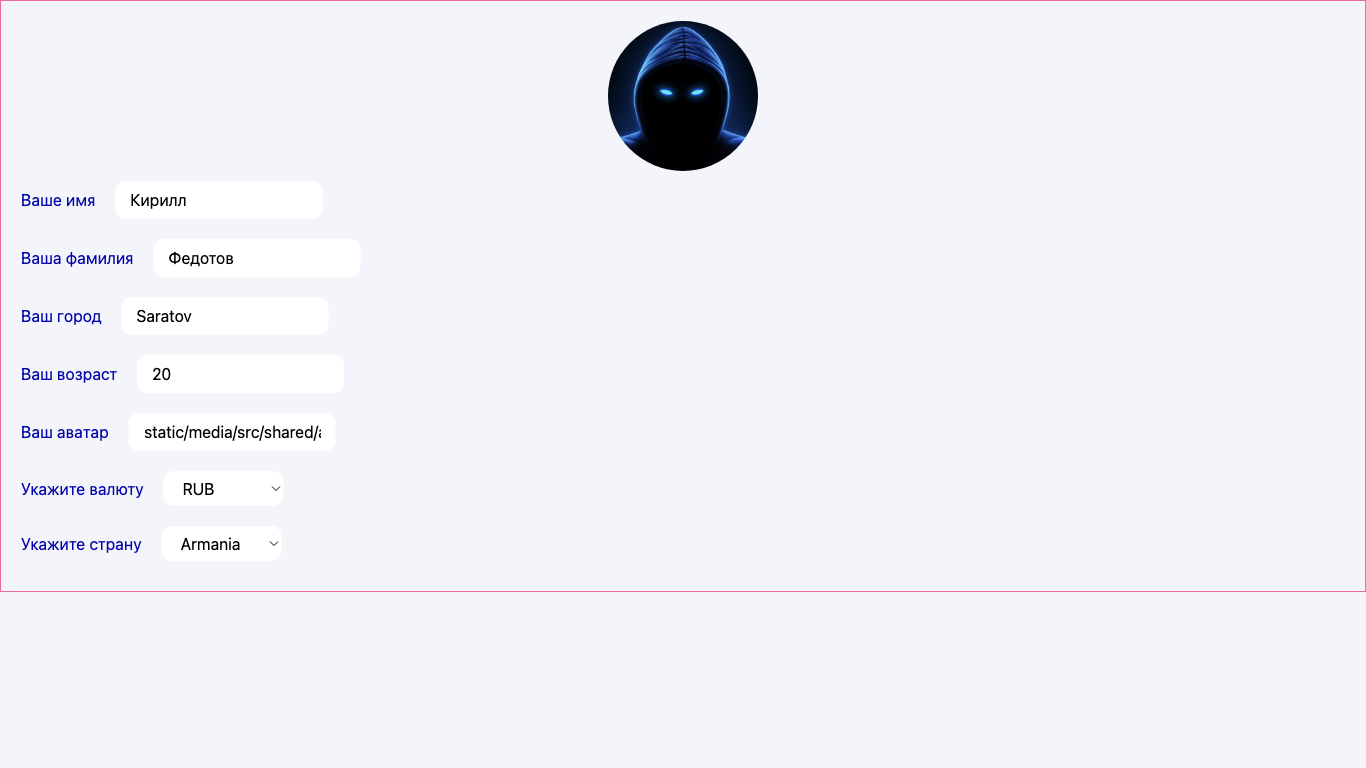 Ваше имя Кирилл
Ваша фамилия Федотов
Ваш город Saratov
Ваш возраст 20
Ваш аватар static/media/src/shared/a
Укажите валюту RUB
Укажите страну Armania